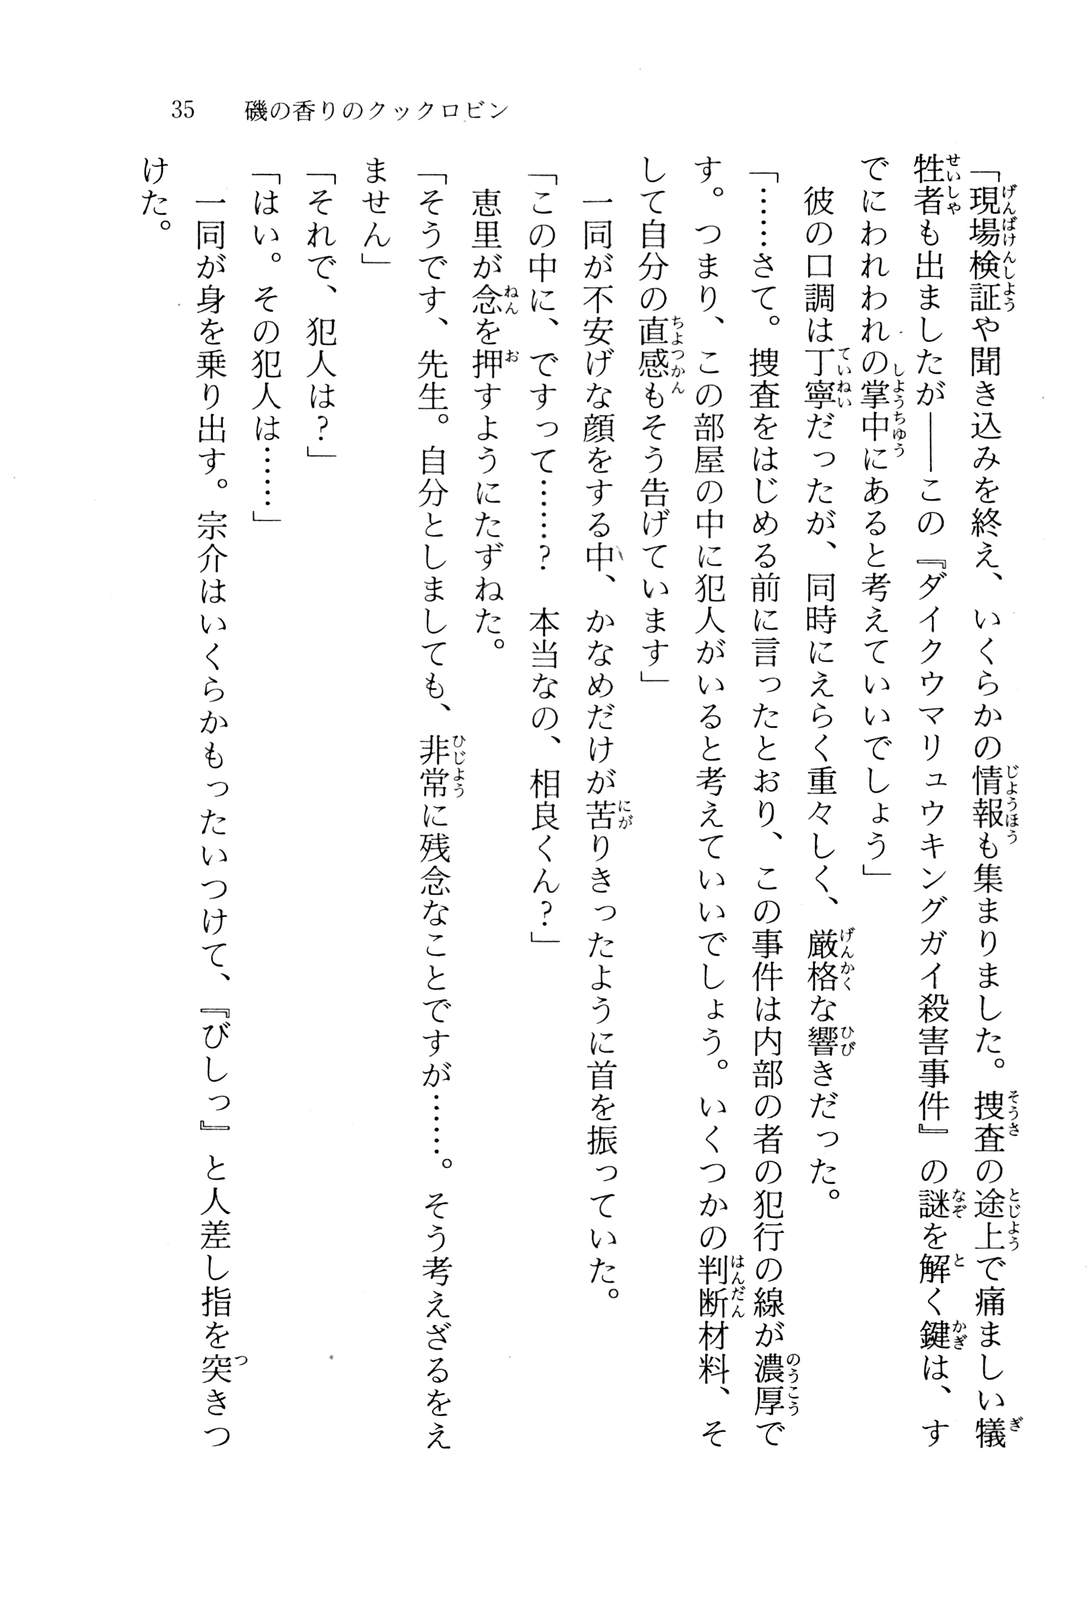 35　磯の香りのクックロビン
「現場検証や聞き込みを終え、いくらかの情報も集まりました。捜査の途上で痛ましい犠
牲者も出ましたが――この『ダイクウマリュウキングガイ殺害事件』の謎を解く鍵は、す
でにわれわれの掌中にあると考えていいでしょう」
　彼の口調は丁寧だったが、同時にえらく重々しく、厳格な響きだった。
「……さて。捜査をはじめる前に言ったとおり、この事件は内部の者の犯行の線が濃厚で
す。つまり、この部屋の中に犯人がいると考えていいでしょう。いくつかの判断材料、そ
して自分の直感もそう告げています」
　一同が不安げな顔をする中、かなめだけが苦りきったように首を振っていた。
「この中に、ですって……?　本当なの、相良くん?」
　恵里が念を押すようにたずねた。
「そうです、先生。自分としましても、非常に残念なことですが……。そう考えざるをえ
ません」
「それで、犯人は?」
「はい。その犯人は……」
　一同が身を乗り出す。宗介はいくらかもったいつけて、『びしっ』と人差し指を突きつ
けた。